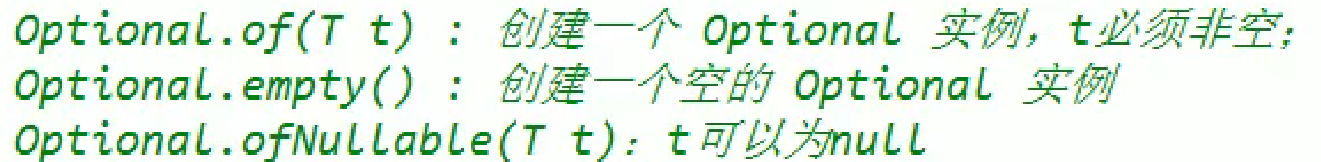 Optional.of(T t) : 创建一个 Optional 实例，t必须非空；
Optional.empty() : 创建一个空的 Optional 实例
Optional.ofNullable(T t)：t可以为null